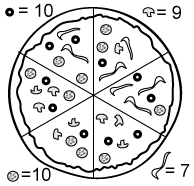 = 10
= 9
=10
= 7